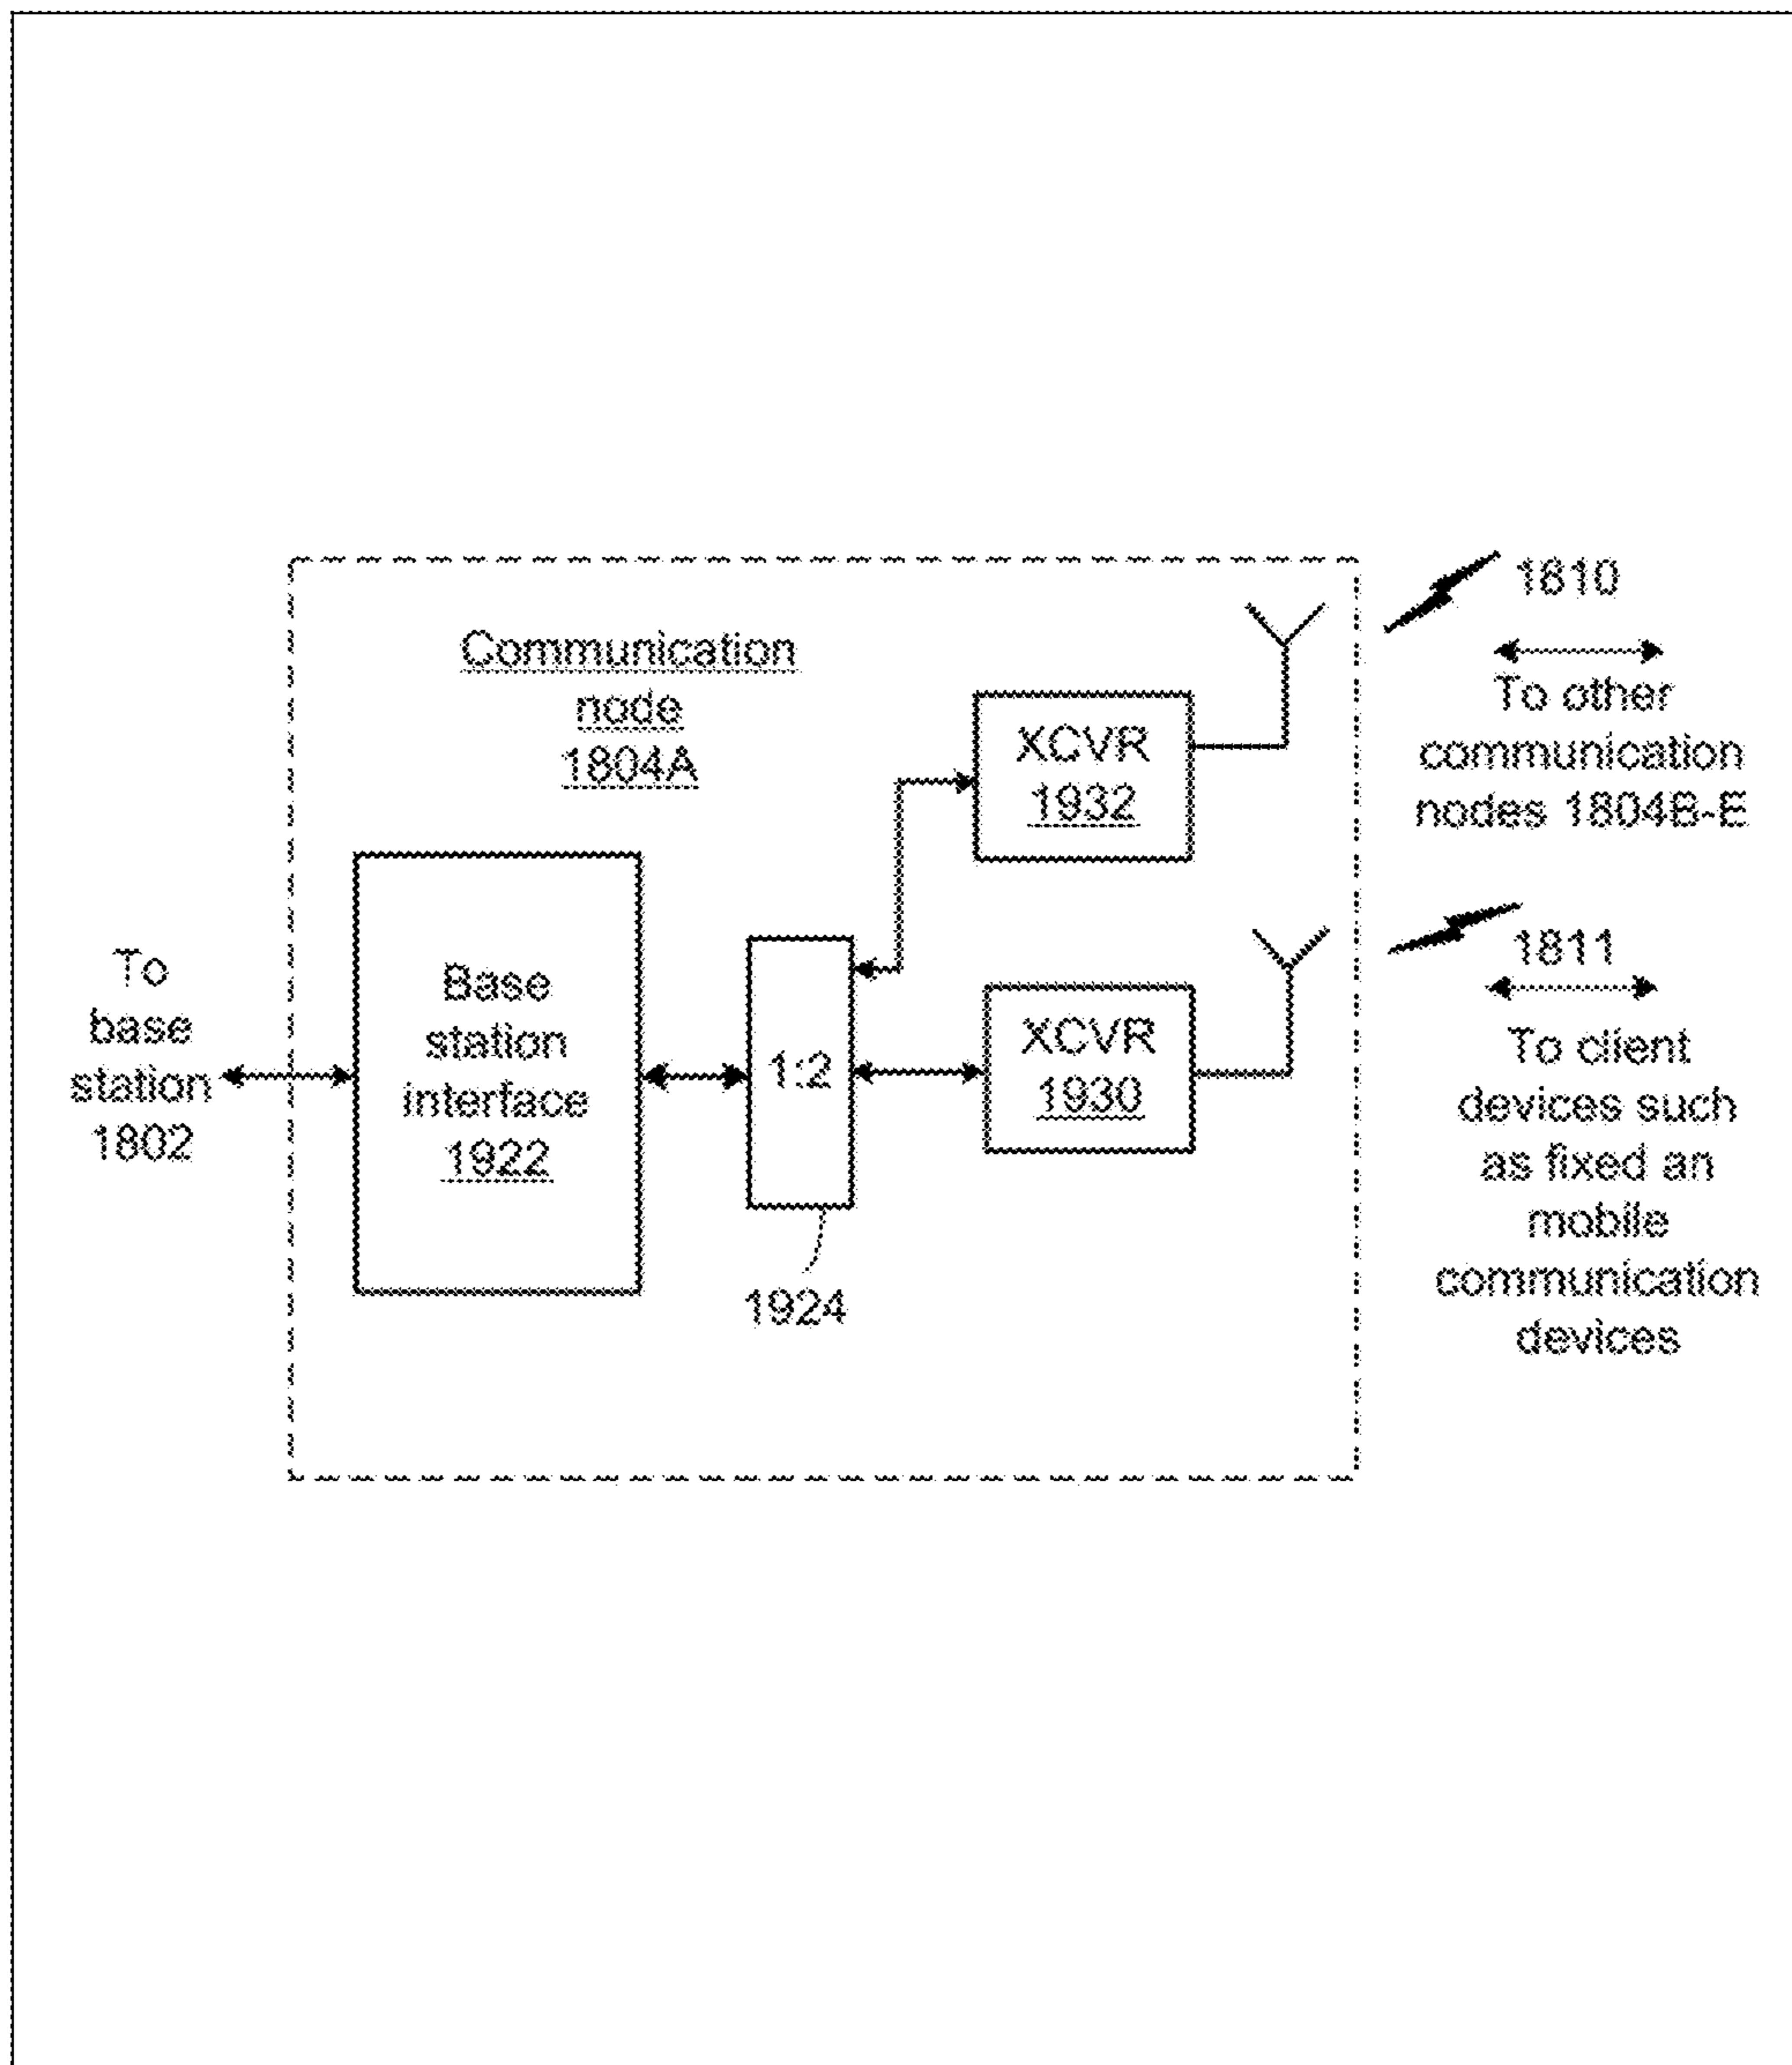 Communication
node
1804A
To
base
station
1802
Base
station
interface
1922
1:2
1924
XCVR
1932
XCVR
1930
1810
To other
communication
nodes 1804B-E
1811
To client
devices such
as fixed an
mobile
communication
devices